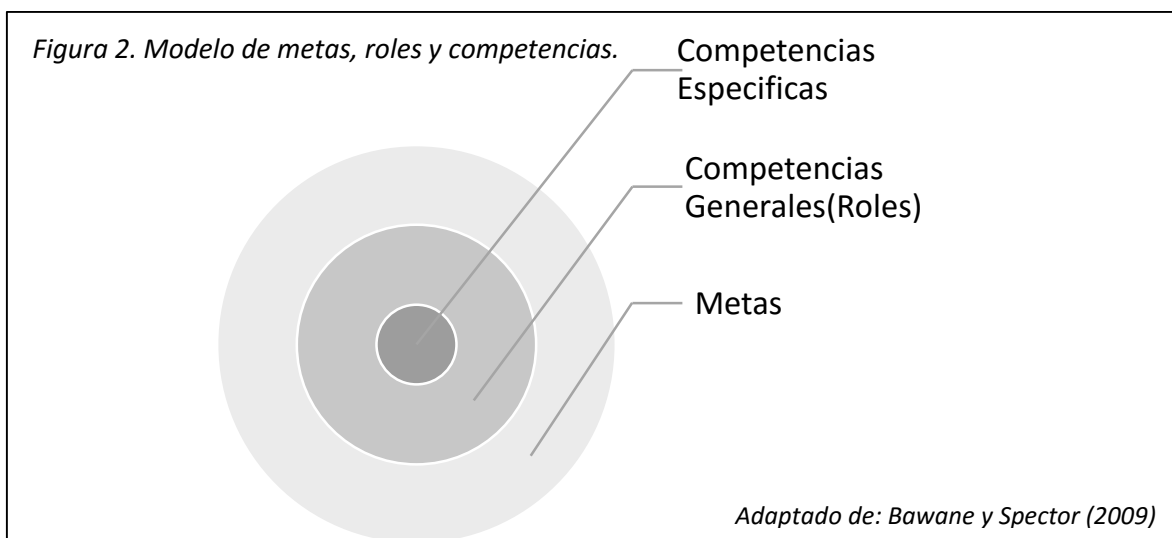 Figura 2. Modelo de metas, roles y competencias.
Competencias
Especificas
Competencias
Generales(Roles)
Metas
Adaptado de: Bawane y Spector (2009)